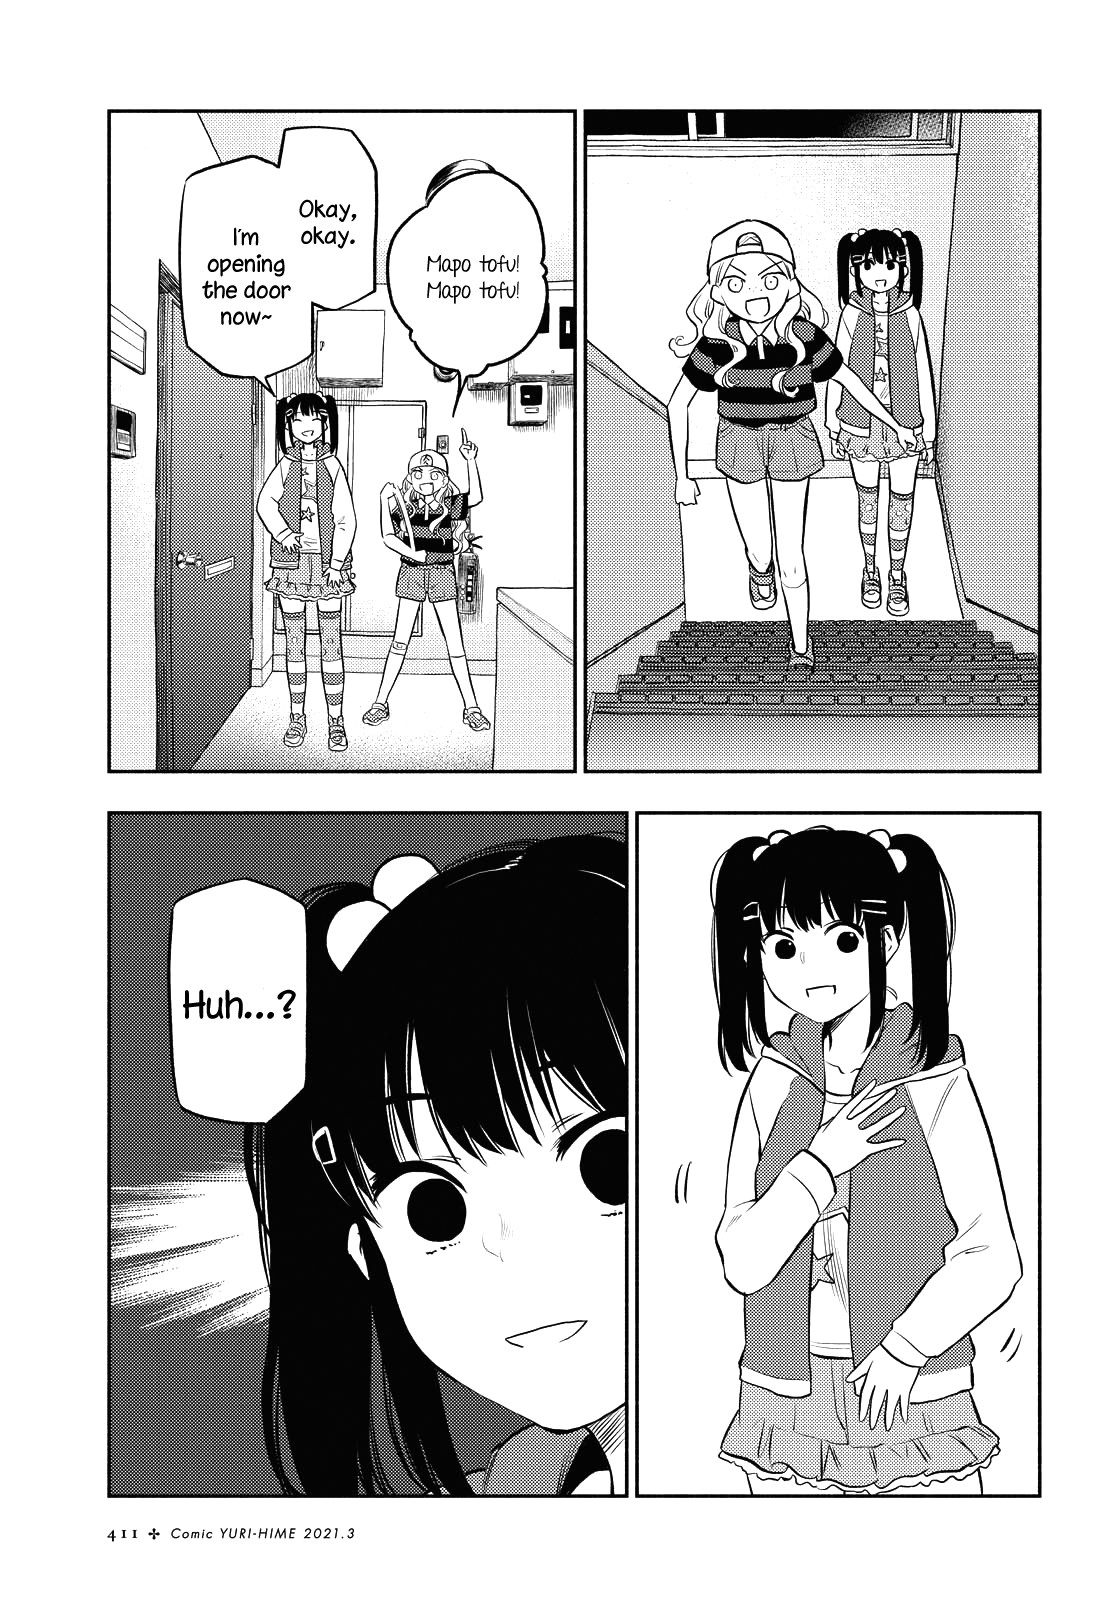 Mapo tofu!
Mapo tofu!
Okay,
okay.
I'm
opening
the door
now~
Huh...?
411 ✢ Comic YURI-HIME 2021.3